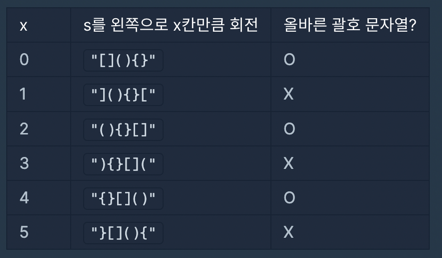 x s를 왼쪽으로 x칸만큼 회전 올바른 괄호 문자열?
0 "[](){}" O
1 "](){}[" X
2 "(){}[]" O
3 "){}[](" X
4 "{}[]()" O
5 "}[](){" X